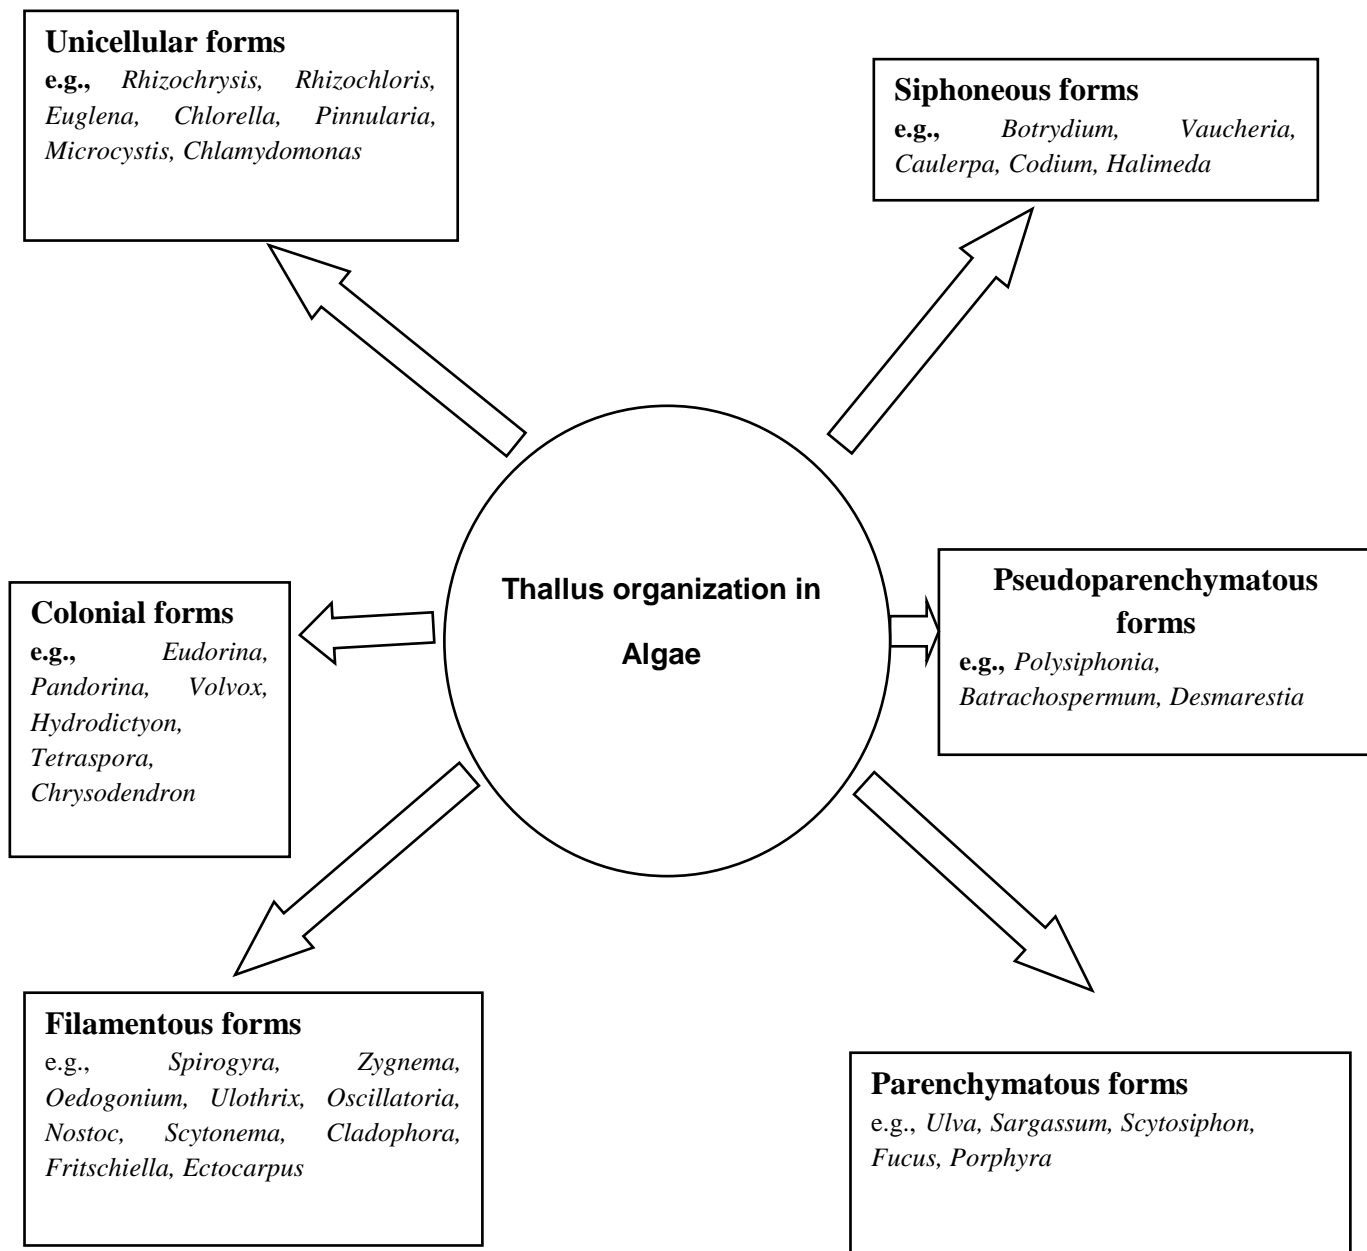 Unicellular forms
e.g., Rhizochrysis, Rhizochloris,
Euglena, Chlorella, Pinnularia,
Microcystis, Chlamydomonas
Siphoneous forms
e.g., Botrydium, Vaucheria,
Caulerpa, Codium, Halimeda
Thallus organization in
Algae
Colonial forms
e.g., Eudorina,
Pandorina, Volvox,
Hydrodictyon,
Tetraspora,
Chrysodendron
Pseudoparenchymatous
forms
e.g., Polysiphonia,
Batrachospermum, Desmarestia
Filamentous forms
e.g., Spirogyra, Zygnema,
Oedogonium, Ulothrix, Oscillatoria,
Nostoc, Scytonema, Cladophora,
Fritschiella, Ectocarpus
Parenchymatous forms
e.g., Ulva, Sargassum, Scytosiphon,
Fucus, Porphyra